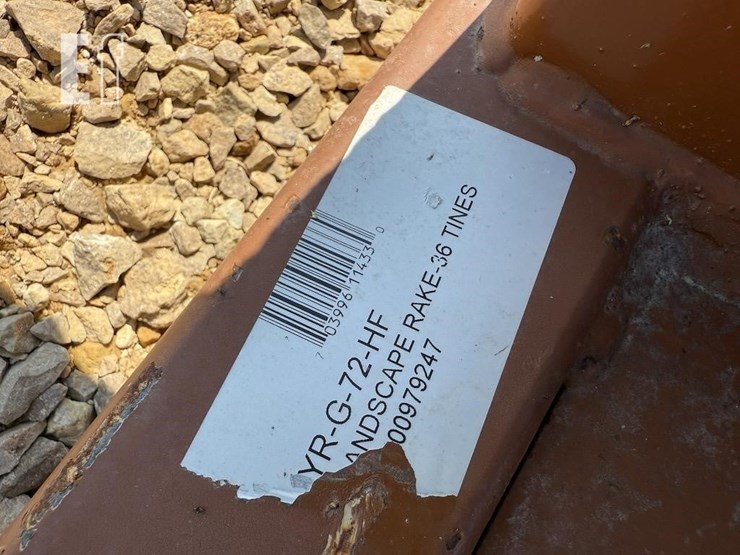 7 03996 11433 0
YR-G-72-HF
ANDSCAPE RAKE-36 TINES
00979247